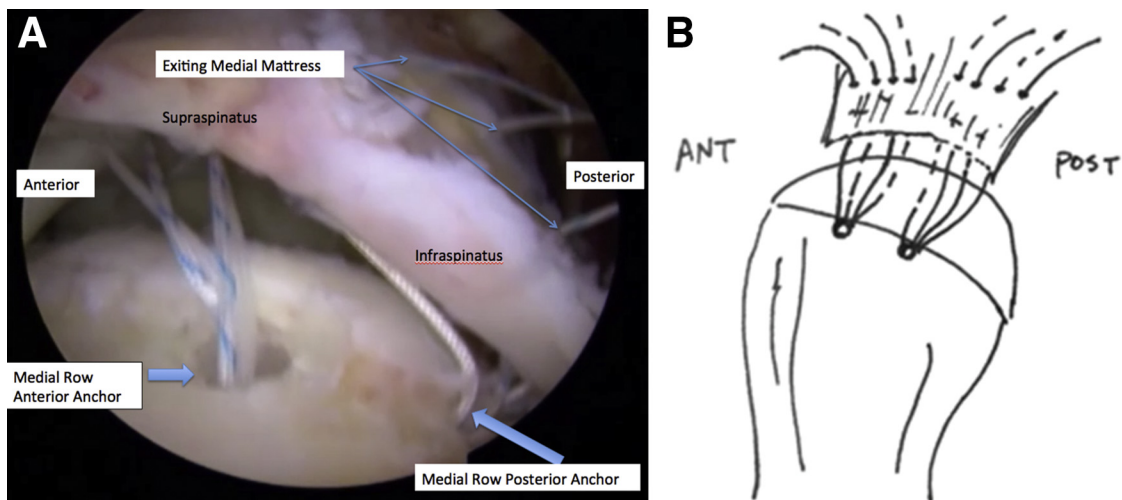 A
Exiting Medial Mattress
Supraspinatus
Anterior
Posterior
Infraspinatus
Medial Row
Anterior Anchor
Medial Row Posterior Anchor
B
ANT
POST